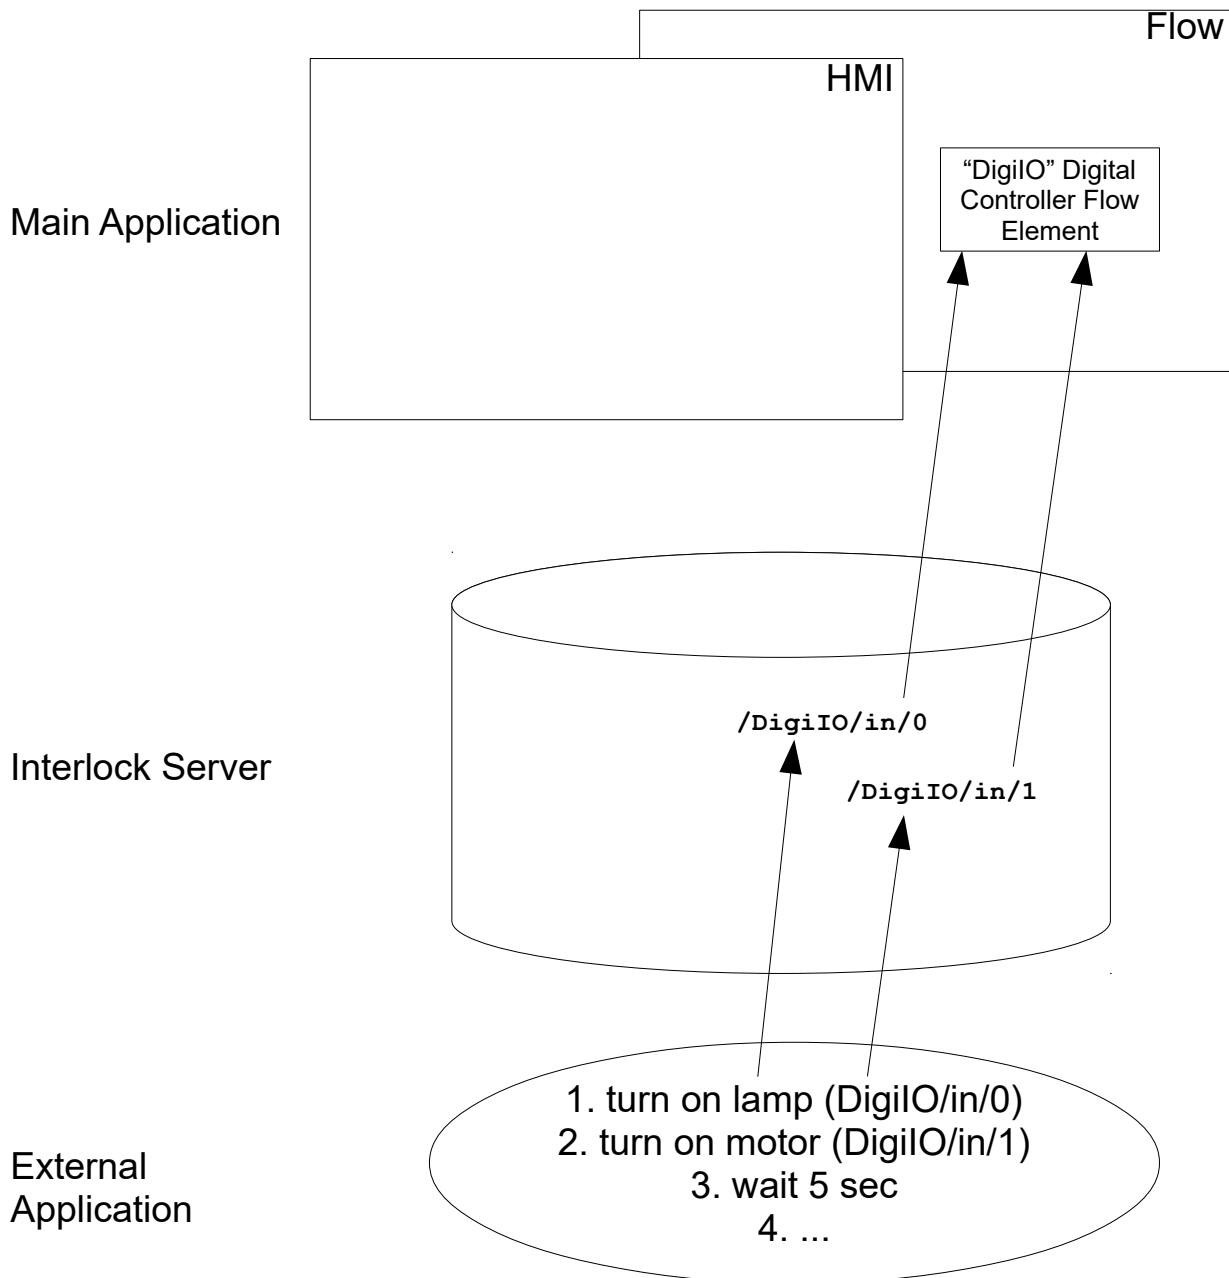 Flow
HMI
“DigiIO” Digital
Controller Flow
Element
Main Application
/DigiIO/in/0
Interlock Server
/DigiIO/in/1
1. turn on lamp (DigiIO/in/0)
2. turn on motor (DigiIO/in/1)
3. wait 5 sec
4. ...
External
Application